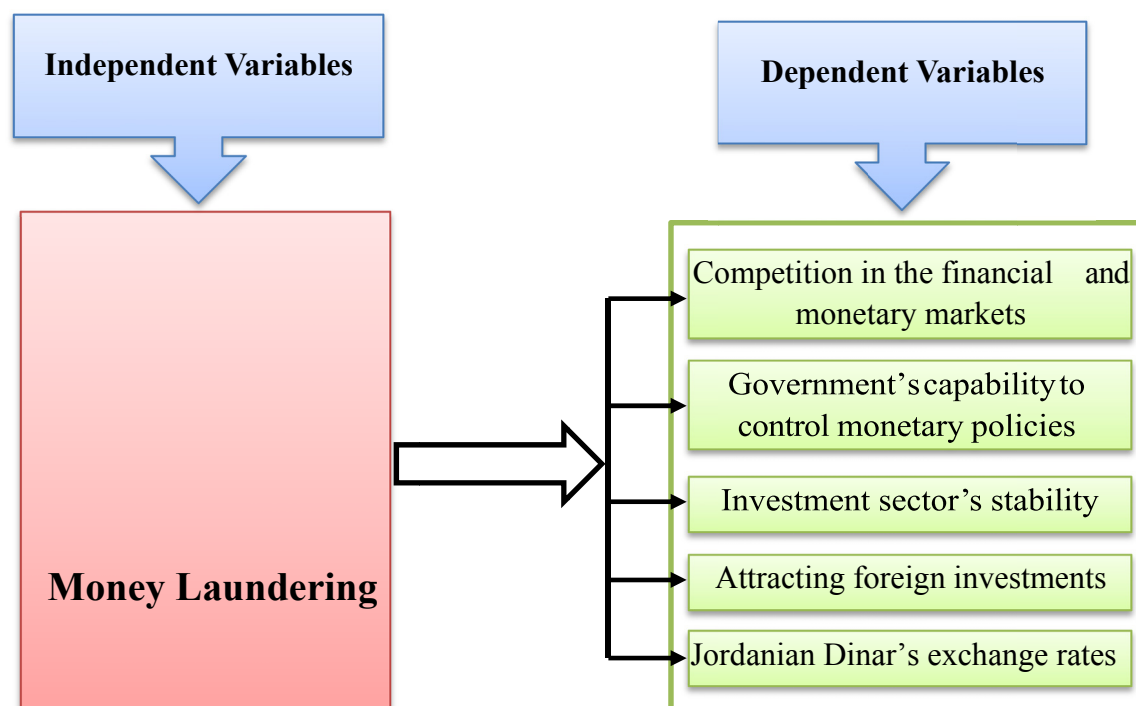 Independent Variables
Dependent Variables
Money Laundering
Competition in the financial and
monetary markets
Government's capability to
control monetary policies
Investment sector's stability
Attracting foreign investments
Jordanian Dinar's exchange rates